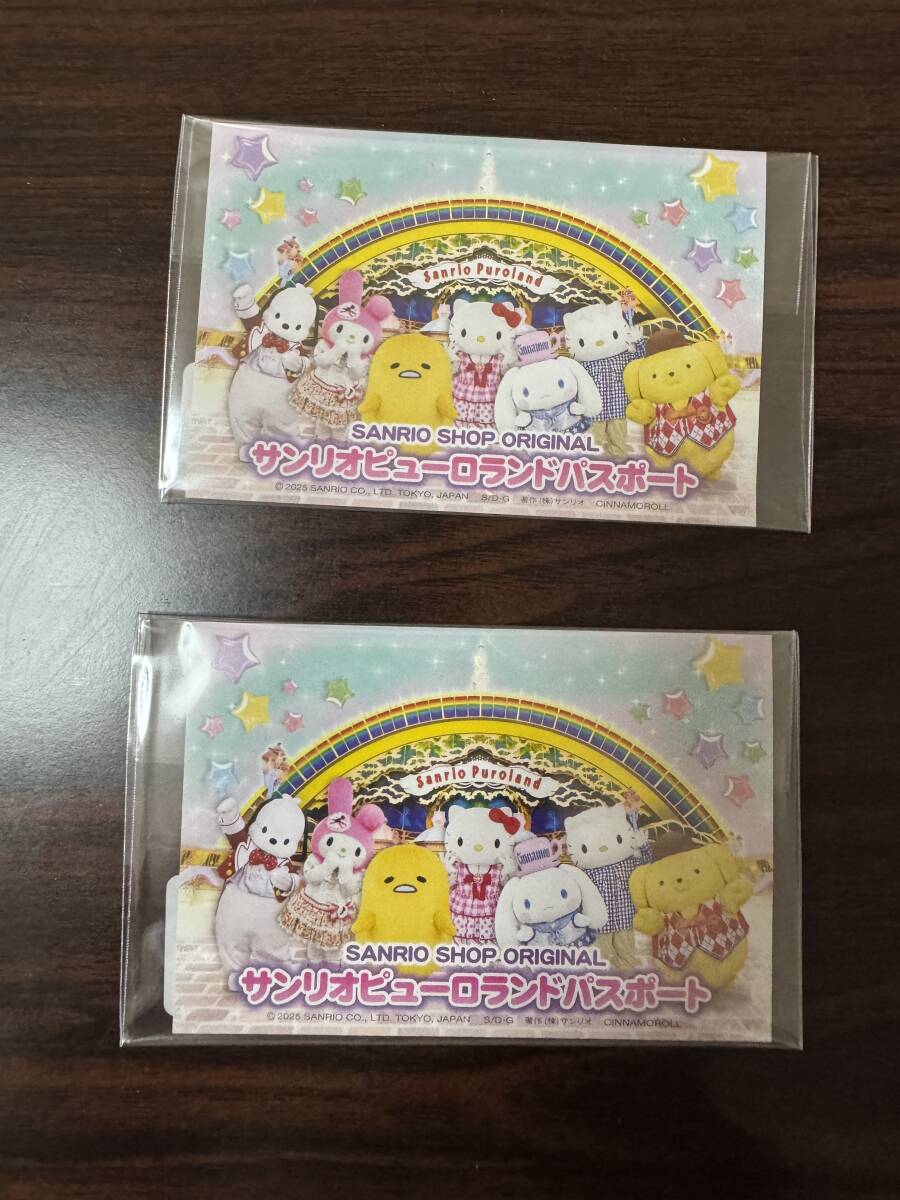 Sanrio Puroland
Cinnamon
SANRIO SHOP ORIGINAL
サンリオピューロランドパスポート
© 2025 SANRIO CO., LTD. TOKYO, JAPAN S/D·G 著作(株)サンリオ CINNAMOROLL
Sanrio Puroland
Cinnamon
SANRIO SHOP ORIGINAL
サンリオピューロランドパスポート
© 2025 SANRIO CO., LTD. TOKYO, JAPAN S/D·G 著作(株)サンリオ CINNAMOROLL